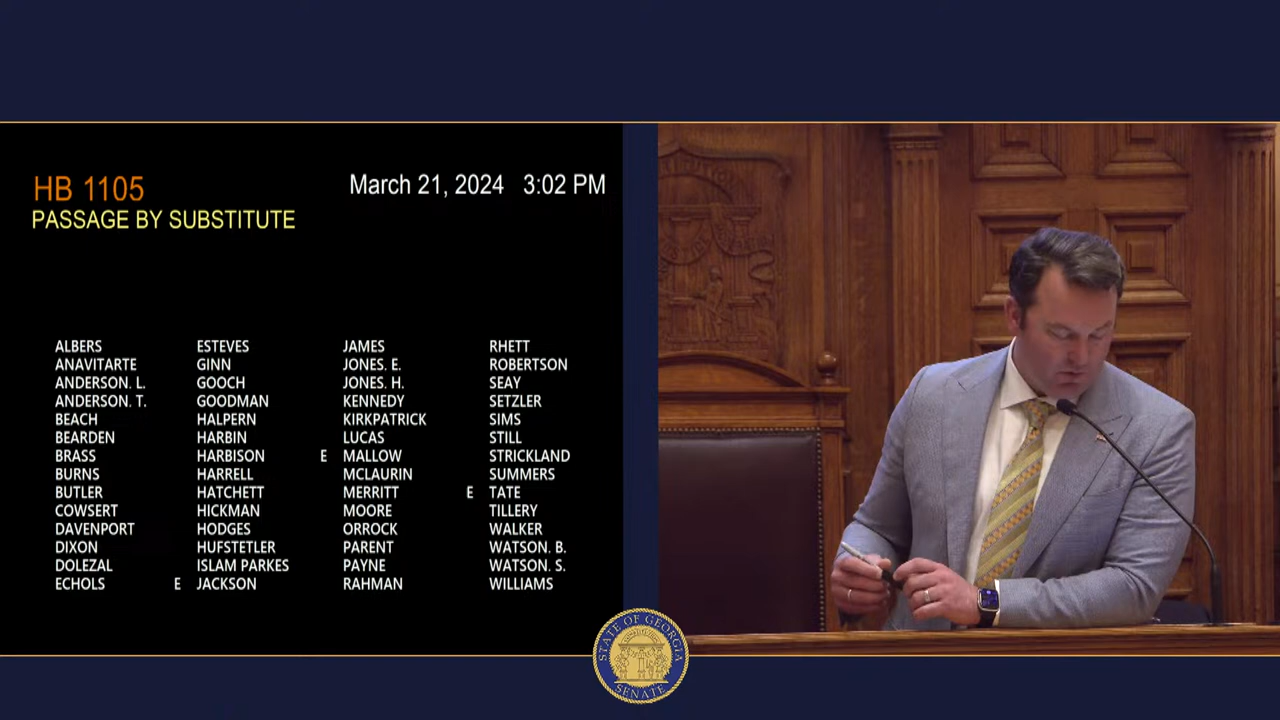 HB 1105
PASSAGE BY SUBSTITUTE
March 21, 2024 3:02 PM
ALBERS
ANAVITARTE
ANDERSON. L.
ANDERSON. T.
BEACH
BEARDEN
BRASS
BURNS
BUTLER
COWSERT
DAVENPORT
DIXON
DOLEZAL
ECHOLS
ESTEVES
GINN
GOOCH
GOODMAN
HALPERN
HARBIN
HARBISON
HARRELL
HATCHETT
HICKMAN
HODGES
HUFSTETLER
ISLAM PARKES
E JACKSON
JAMES
JONES. E.
JONES. H.
KENNEDY
KIRKPATRICK
LUCAS
E MALLOW
MCLAURIN
MERRITT
MOORE
ORROCK
PARENT
PAYNE
RAHMAN
RHETT
ROBERTSON
SEAY
SETZLER
SIMS
STILL
STRICKLAND
SUMMERS
E TATE
TILLERY
WALKER
WATSON. B.
WATSON. S.
WILLIAMS
STATE OF GEORGIA
SENATE